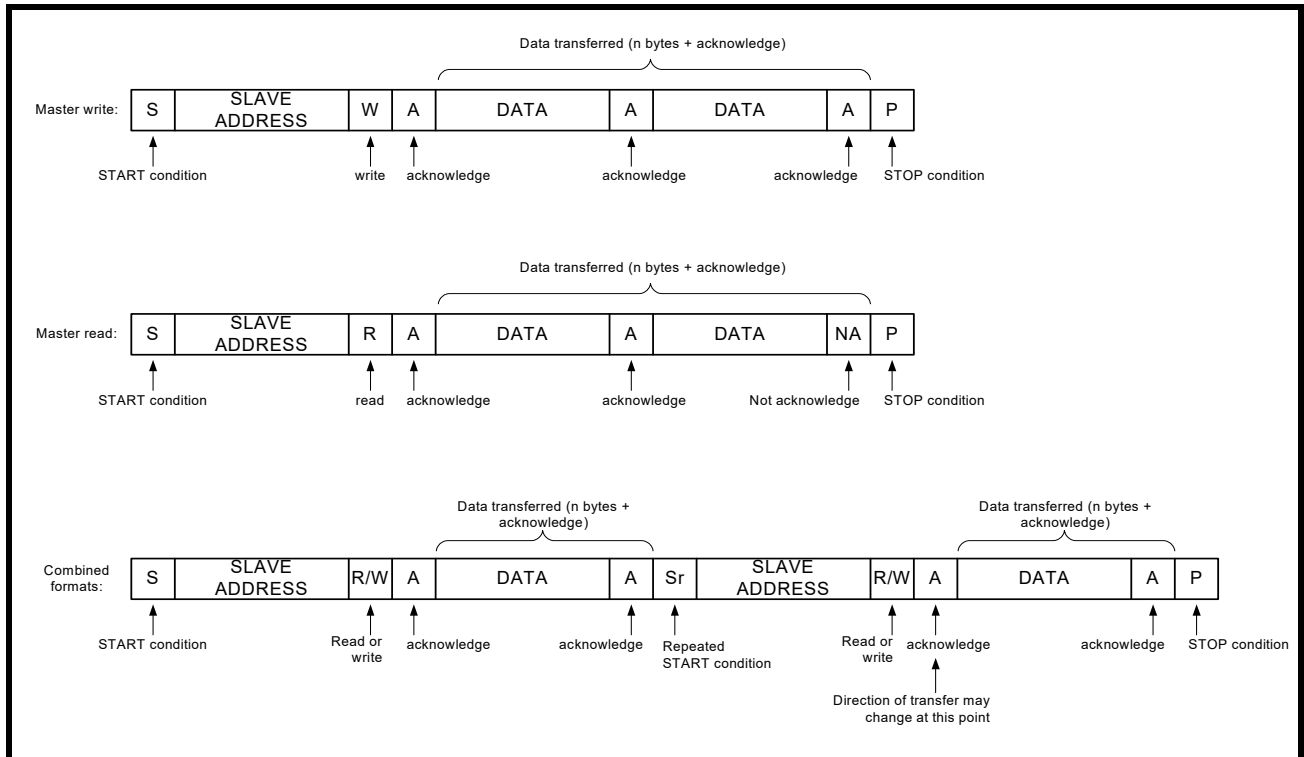 Data transferred (n bytes + acknowledge)
Master write:
S
SLAVE
ADDRESS
W
A
DATA
A
DATA
A
P
START condition
write
acknowledge
acknowledge
acknowledge
STOP condition
Data transferred (n bytes + acknowledge)
Master read:
S
SLAVE
ADDRESS
R
A
DATA
A
DATA
NA
P
START condition
read
acknowledge
acknowledge
Not acknowledge
STOP condition
Data transferred (n bytes +
acknowledge)
Data transferred (n bytes +
acknowledge)
Combined
formats:
S
SLAVE
ADDRESS
R/W
A
DATA
A
Sr
SLAVE
ADDRESS
R/W
A
DATA
A
P
START condition
Read or
write
acknowledge
acknowledge
Repeated
START condition
Read or
write
acknowledge
acknowledge
STOP condition
Direction of transfer may
change at this point